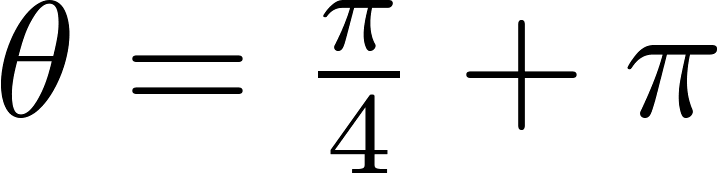 θ = π/4 + π